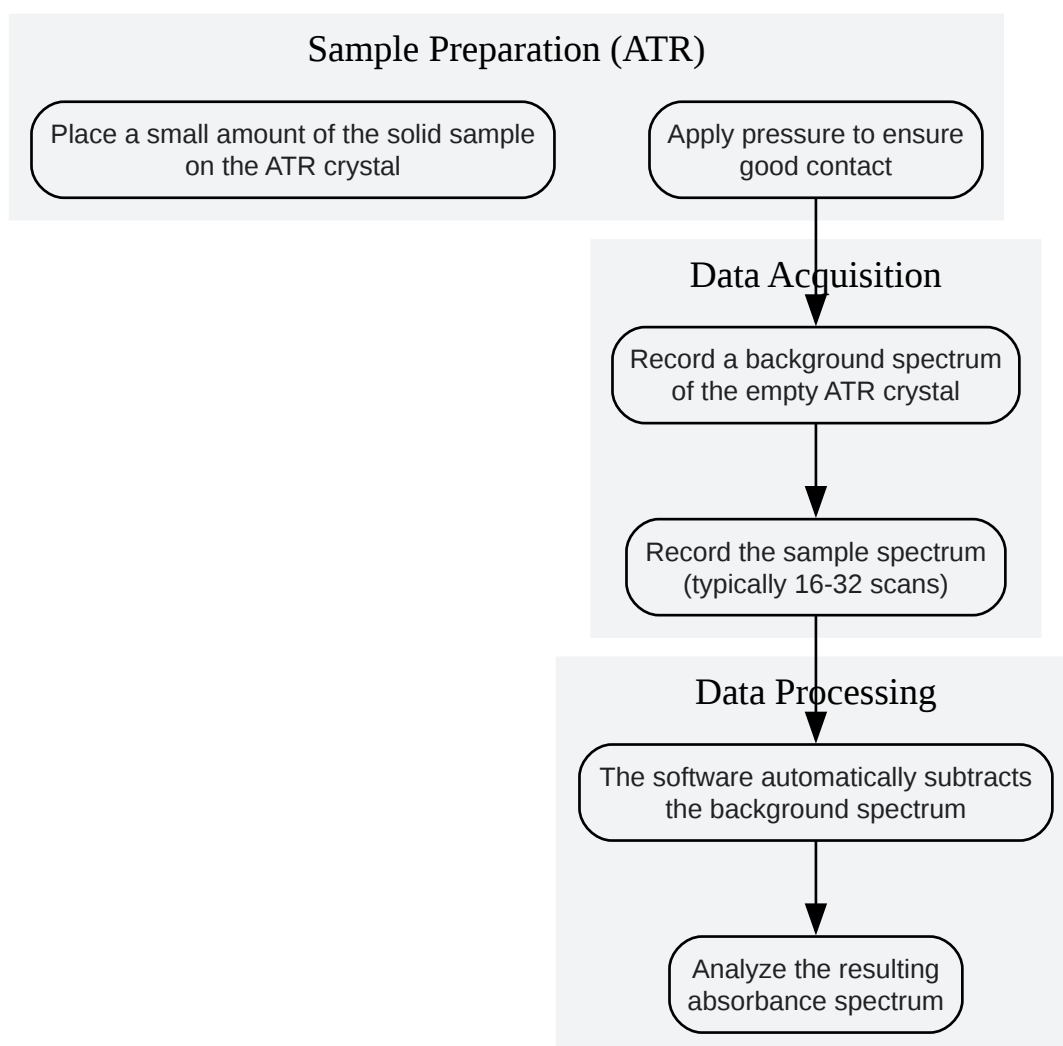 Sample Preparation (ATR)
Place a small amount of the solid sample
on the ATR crystal
Apply pressure to ensure
good contact
Data Acquisition
Record a background spectrum
of the empty ATR crystal
Record the sample spectrum
(typically 16-32 scans)
Data Processing
The software automatically subtracts
the background spectrum
Analyze the resulting
absorbance spectrum